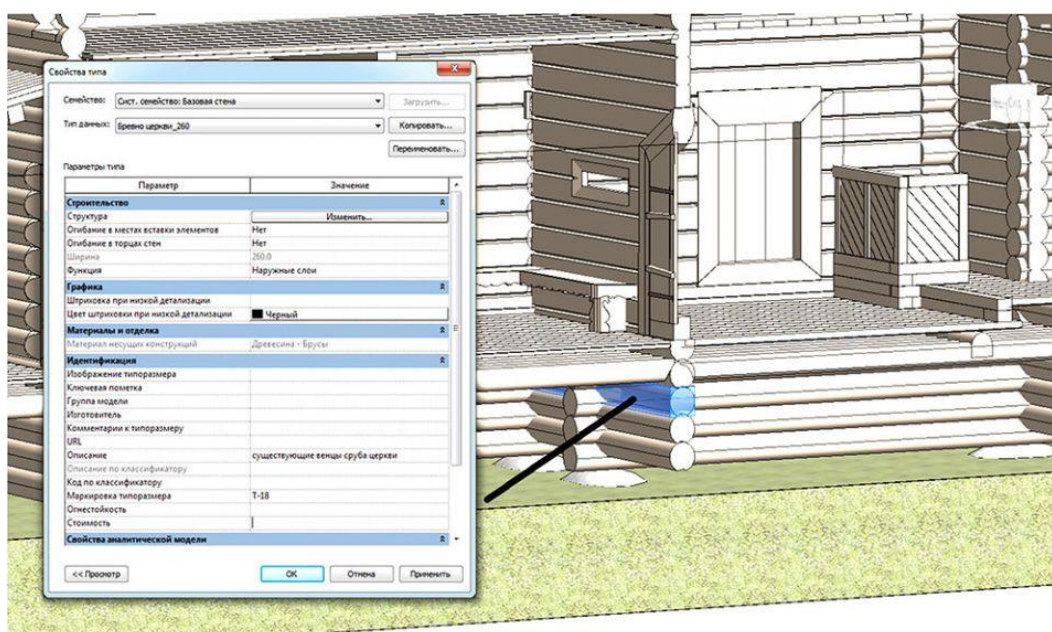 Свойства типа
Семейство: Сист. семейство: Базовая стена Загрузить...
Тип данных: Бревно церкви_260 Копировать...
Переименовать...
Параметры типа
Параметр Значение
Строительство
Структура Изменить...
Огибание в местах вставки элементов Нет
Огибание в торцах стен Нет
Ширина 260.0
Функция Наружные слои
Графика
Штриховка при низкой детализации
Цвет штриховки при низкой детализации Черный
Материалы и отделка
Материал несущих конструкций Древесина - Брусы
Идентификация
Изображение типоразмера
Ключевая пометка
Группа модели
Изготовитель
Комментарии к типоразмеру
URL
Описание существующие венцы сруба церкви
Описание по классификатору
Код по классификатору
Маркировка типоразмера Т-18
Огнестойкость
Стоимость
Свойства аналитической модели
<< Просмотр OK Отмена Применить